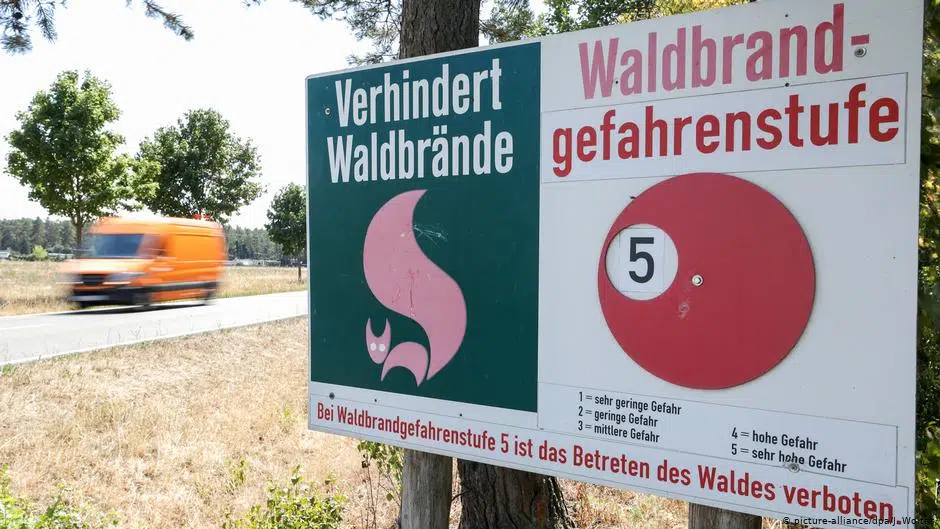 Verhindert
Waldbrände
Waldbrand-
gefahrenstufe
5
1 = sehr geringe Gefahr
2 = geringe Gefahr
3 = mittlere Gefahr
4 = hohe Gefahr
5 = sehr hohe Gefahr
Bei Waldbrandgefahrenstufe 5 ist das Betreten des Waldes verboten.
© picture-alliance/dpa/J.